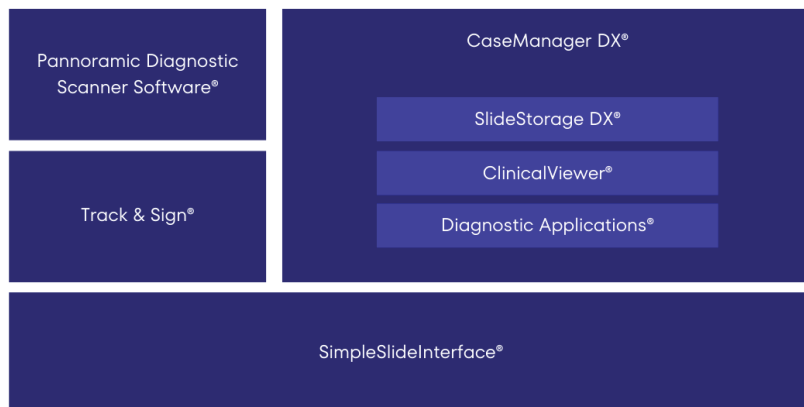 Pannoramic Diagnostic
Scanner Software®
Track & Sign®
CaseManager DX®
SlideStorage DX®
ClinicalViewer®
Diagnostic Applications®
SimpleSlideInterface®